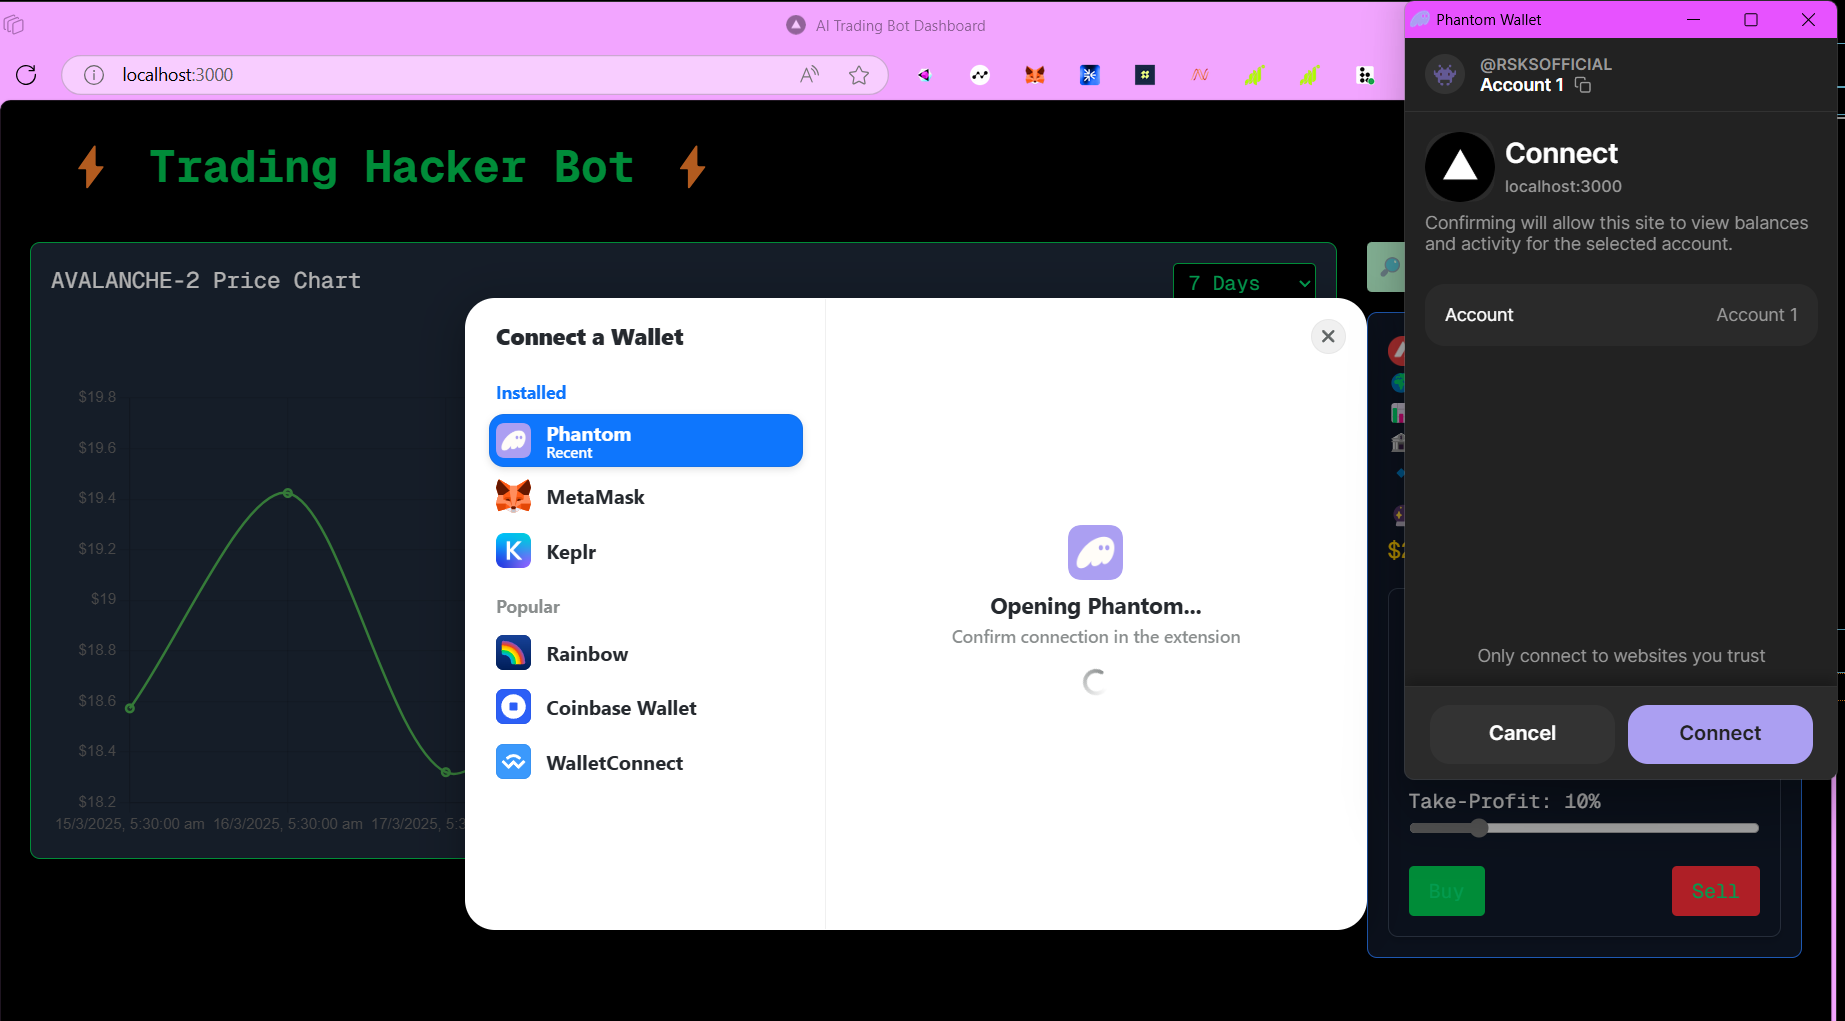 AI Trading Bot Dashboard
localhost:3000
Trading Hacker Bot
AVALANCHE-2 Price Chart
7 Days
$19.8
$19.6
$19.4
$19.2
$19
$18.8
$18.6
$18.4
$18.2
15/3/2025, 5:30:00 am
16/3/2025, 5:30:00 am
17/3/2025, 5:3
Connect a Wallet
Installed
Phantom
Recent
MetaMask
Keplr
Popular
Rainbow
Coinbase Wallet
WalletConnect
Opening Phantom...
Confirm connection in the extension
Phantom Wallet
@RSKSOFFICIAL
Account 1
Connect
localhost:3000
Confirming will allow this site to view balances
and activity for the selected account.
Account
Account 1
Only connect to websites you trust
Cancel
Connect
Take-Profit: 10%
Buy
Sell